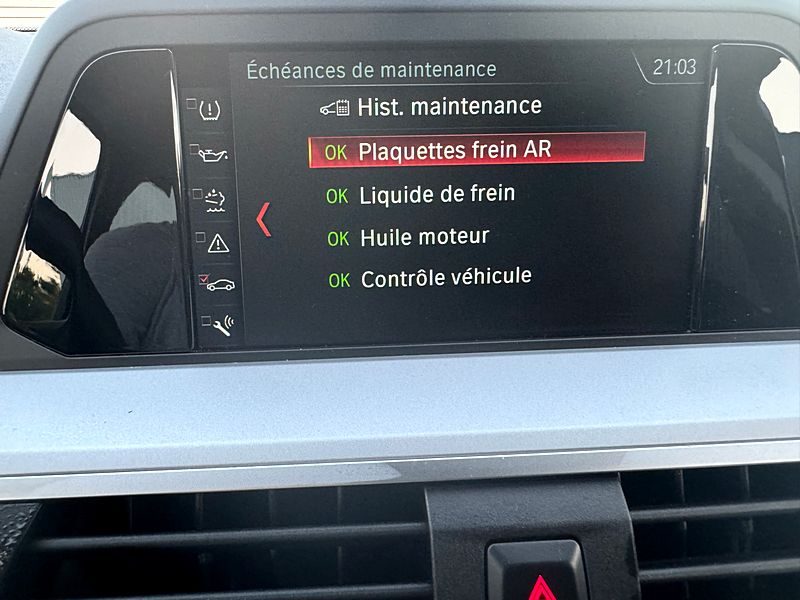 Échéances de maintenance
21:03
Hist. maintenance
OK Plaquettes frein AR
OK Liquide de frein
OK Huile moteur
OK Contrôle véhicule